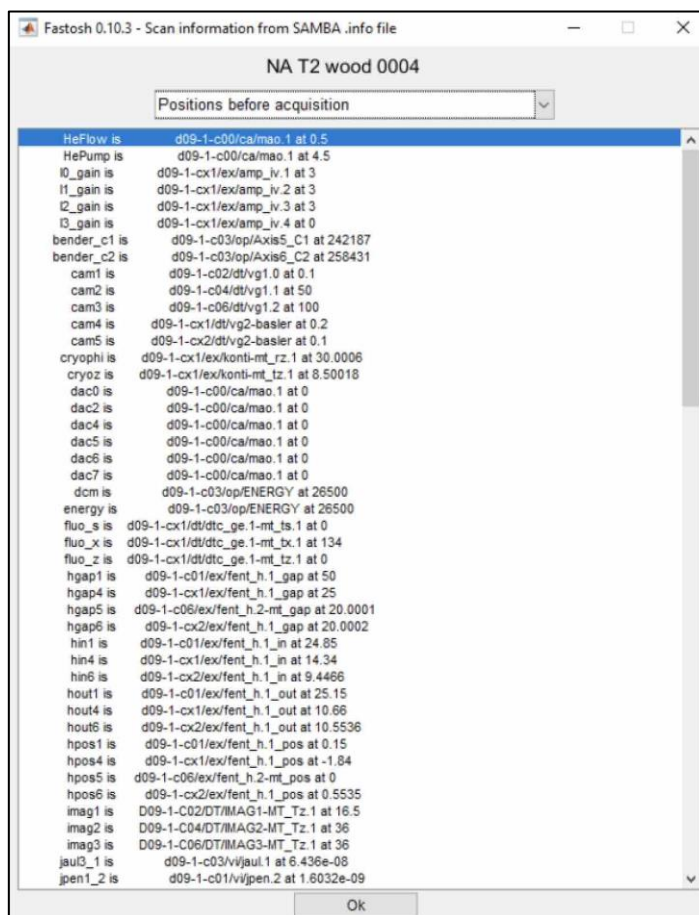 Fastosh 0.10.3 - Scan information from SAMBA .info file
NA T2 wood 0004
Positions before acquisition
HeFlow is d09-1-c00/ca/mao.1 at 0.5
HePump is d09-1-c00/ca/mao.1 at 4.5
I0_gain is d09-1-cx1/ex/amp_iv.1 at 3
I1_gain is d09-1-cx1/ex/amp_iv.2 at 3
I2_gain is d09-1-cx1/ex/amp_iv.3 at 3
I3_gain is d09-1-cx1/ex/amp_iv.4 at 0
bender_c1 is d09-1-c03/op/Axis5_C1 at 242187
bender_c2 is d09-1-c03/op/Axis6_C2 at 258431
cam1 is d09-1-c02/dt/vg1.0 at 0.1
cam2 is d09-1-c04/dt/vg1.1 at 50
cam3 is d09-1-c06/dt/vg1.2 at 100
cam4 is d09-1-cx1/dt/vg2-basler at 0.2
cam5 is d09-1-cx2/dt/vg2-basler at 0.1
cryophi is d09-1-cx1/ex/konti-mt_rz.1 at 30.0006
cryoz is d09-1-cx1/ex/konti-mt_tz.1 at 8.50018
dac0 is d09-1-c00/ca/mao.1 at 0
dac2 is d09-1-c00/ca/mao.1 at 0
dac4 is d09-1-c00/ca/mao.1 at 0
dac5 is d09-1-c00/ca/mao.1 at 0
dac6 is d09-1-c00/ca/mao.1 at 0
dac7 is d09-1-c00/ca/mao.1 at 0
dcm is d09-1-c03/op/ENERGY at 26500
energy is d09-1-c03/op/ENERGY at 26500
fluo_s is d09-1-cx1/dt/dtc_ge.1-mt_ts.1 at 0
fluo_x is d09-1-cx1/dt/dtc_ge.1-mt_tx.1 at 134
fluo_z is d09-1-cx1/dt/dtc_ge.1-mt_tz.1 at 0
hgap1 is d09-1-c01/ex/fent_h.1_gap at 50
hgap4 is d09-1-cx1/ex/fent_h.1_gap at 25
hgap5 is d09-1-c06/ex/fent_h.2-mt_gap at 20.0001
hgap6 is d09-1-cx2/ex/fent_h.1_gap at 20.0002
hin1 is d09-1-c01/ex/fent_h.1_in at 24.85
hin4 is d09-1-cx1/ex/fent_h.1_in at 14.34
hin6 is d09-1-cx2/ex/fent_h.1_in at 9.4466
hout1 is d09-1-c01/ex/fent_h.1_out at 25.15
hout4 is d09-1-cx1/ex/fent_h.1_out at 10.66
hout6 is d09-1-cx2/ex/fent_h.1_out at 10.5536
hpos1 is d09-1-c01/ex/fent_h.1_pos at 0.15
hpos4 is d09-1-cx1/ex/fent_h.1_pos at -1.84
hpos5 is d09-1-c06/ex/fent_h.2-mt_pos at 0
hpos6 is d09-1-cx2/ex/fent_h.1_pos at 0.5535
imag1 is D09-1-C02/DT/IMAG1-MT_Tz.1 at 16.5
imag2 is D09-1-C04/DT/IMAG2-MT_Tz.1 at 36
imag3 is D09-1-C06/DT/IMAG3-MT_Tz.1 at 36
jaul3_1 is d09-1-c03/vi/jaul.1 at 6.436e-08
jpen1_2 is d09-1-c01/vi/jpen.2 at 1.6032e-09
Ok